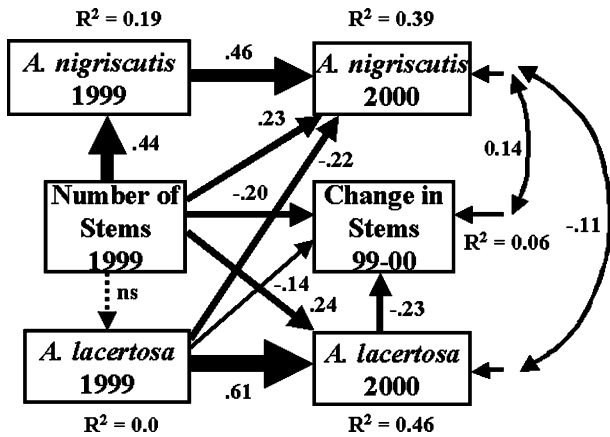 R² = 0.19
R² = 0.39
A. nigriscutis
1999
.46
A. nigriscutis
2000
.44
.23
-.22
0.14
Number of
Stems
1999
-.20
Change in
Stems
99-00
R² = 0.06
-.11
ns
-.14
.24
-.23
A. lacertosa
1999
.61
A. lacertosa
2000
R² = 0.0
R² = 0.46